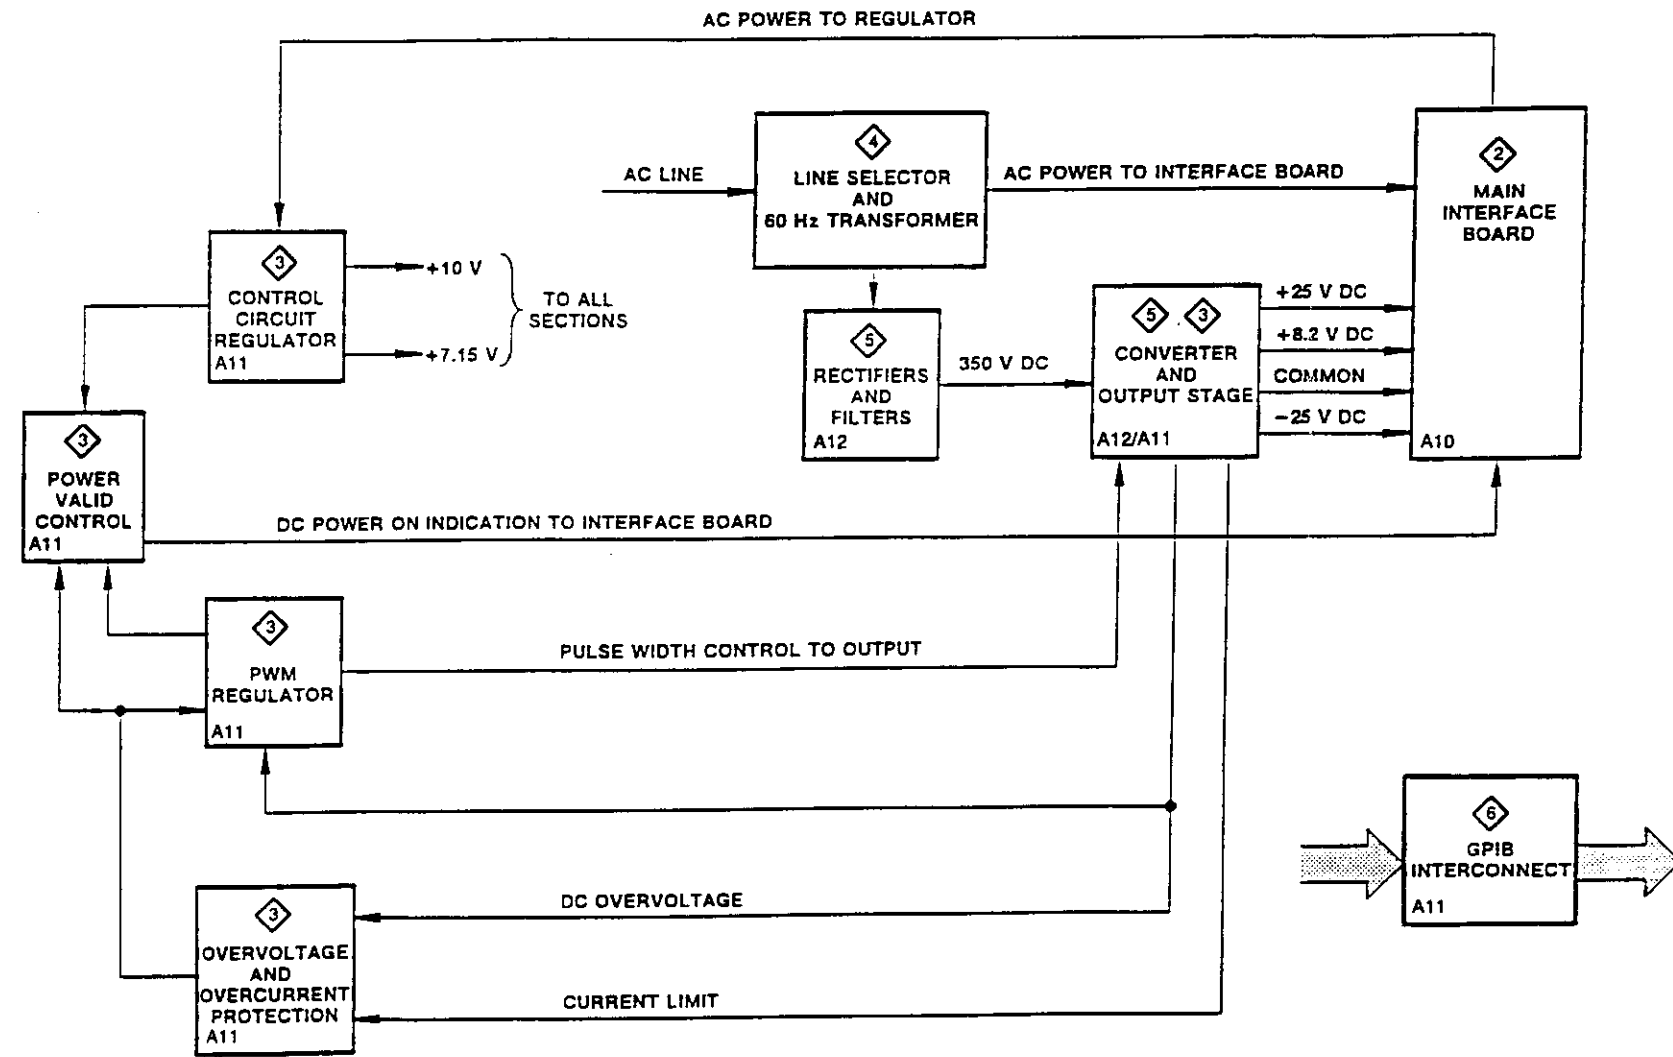 AC POWER TO REGULATOR
4
LINE SELECTOR
AND
60 Hz TRANSFORMER
AC LINE
AC POWER TO INTERFACE BOARD
2
MAIN
INTERFACE
BOARD
A10
3
CONTROL
CIRCUIT
REGULATOR
A11
+10 V
+7.15 V
TO ALL
SECTIONS
5
RECTIFIERS
AND
FILTERS
A12
350 V DC
5 3
CONVERTER
AND
OUTPUT STAGE
A12/A11
+25 V DC
+8.2 V DC
COMMON
−25 V DC
3
POWER
VALID
CONTROL
A11
DC POWER ON INDICATION TO INTERFACE BOARD
3
PWM
REGULATOR
A11
PULSE WIDTH CONTROL TO OUTPUT
6
GPIB
INTERCONNECT
A11
3
OVERVOLTAGE
AND
OVERCURRENT
PROTECTION
A11
DC OVERVOLTAGE
CURRENT LIMIT